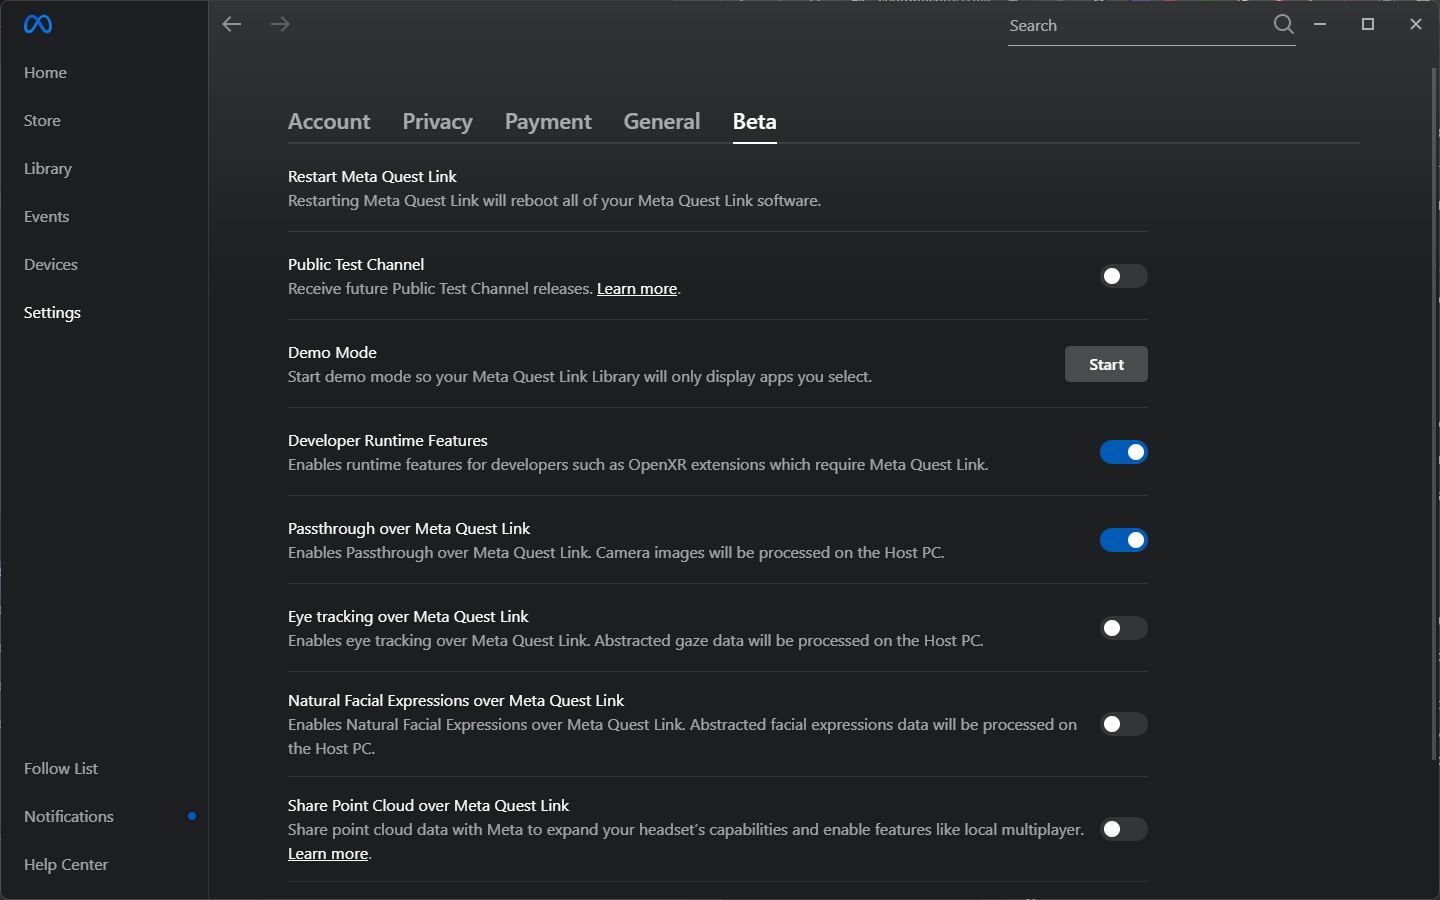 Search
Home
Store
Library
Events
Devices
Settings
Follow List
Notifications
Help Center
Account Privacy Payment General Beta
Restart Meta Quest Link
Restarting Meta Quest Link will reboot all of your Meta Quest Link software.
Public Test Channel
Receive future Public Test Channel releases. Learn more.
Demo Mode
Start demo mode so your Meta Quest Link Library will only display apps you select.
Start
Developer Runtime Features
Enables runtime features for developers such as OpenXR extensions which require Meta Quest Link.
Passthrough over Meta Quest Link
Enables Passthrough over Meta Quest Link. Camera images will be processed on the Host PC.
Eye tracking over Meta Quest Link
Enables eye tracking over Meta Quest Link. Abstracted gaze data will be processed on the Host PC.
Natural Facial Expressions over Meta Quest Link
Enables Natural Facial Expressions over Meta Quest Link. Abstracted facial expressions data will be processed on
the Host PC.
Share Point Cloud over Meta Quest Link
Share point cloud data with Meta to expand your headset's capabilities and enable features like local multiplayer.
Learn more.